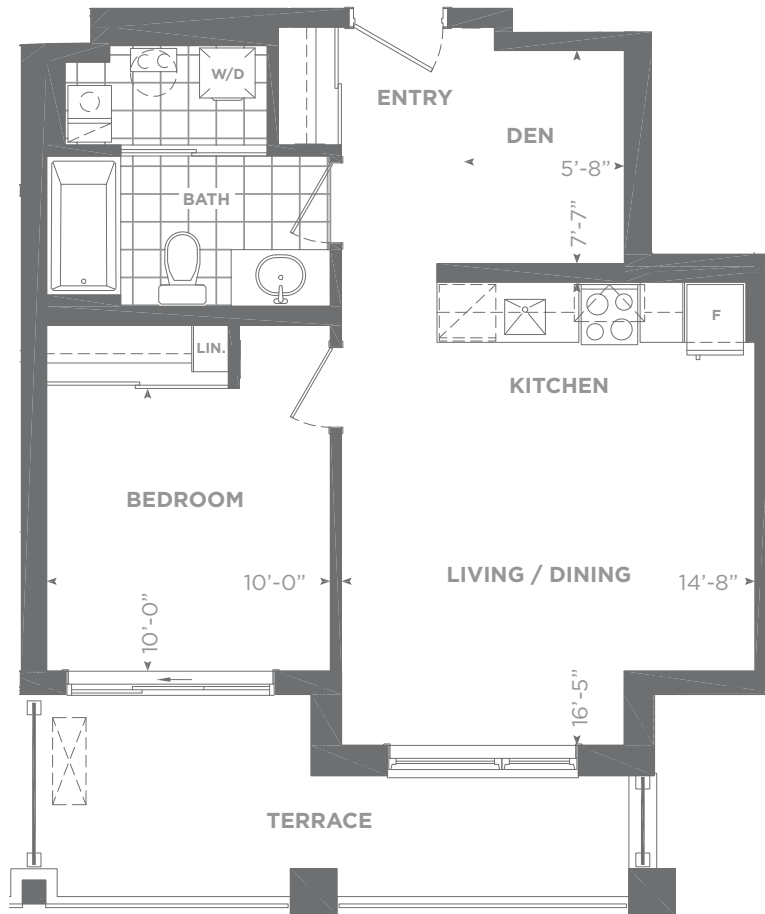 W/D
ENTRY
DEN
5'-8"
7'-7"
BATH
F
LIN.
KITCHEN
BEDROOM
LIVING / DINING
10'-0"
14'-8"
10'-0"
16'-5"
TERRACE